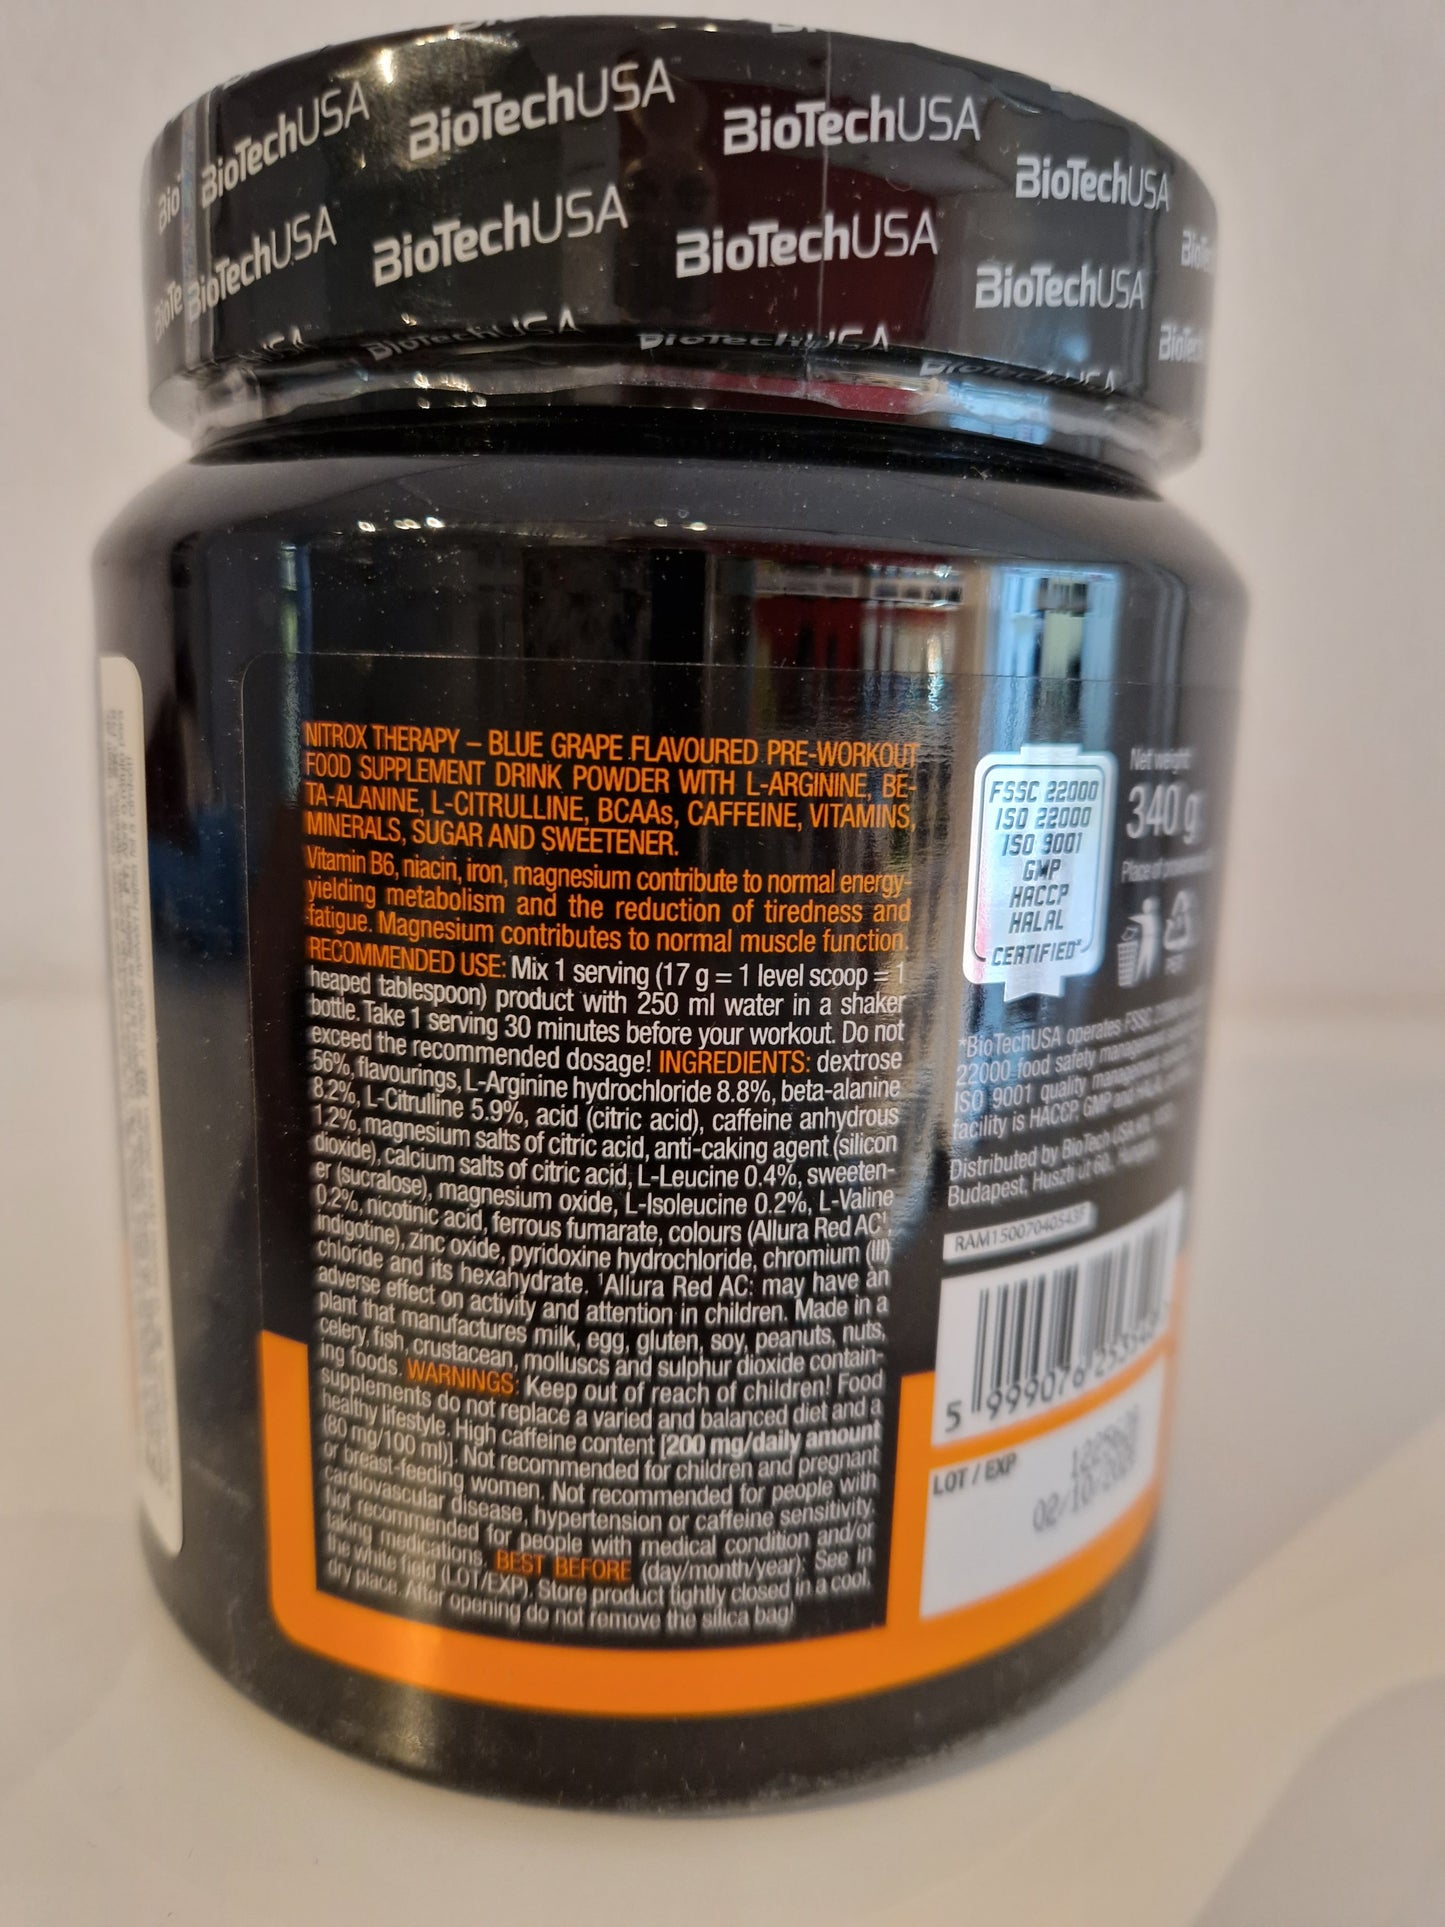 BioTechUSA BioTechUSA BioTechUSA BioTechUSA
BioTechUSA BioTechUSA BioTechUSA BioTechUSA
NITROX THERAPY – BLUE GRAPE FLAVOURED PRE-WORKOUT
FOOD SUPPLEMENT DRINK POWDER WITH L-ARGININE, BE-
TA-ALANINE, L-CITRULLINE, BCAAs, CAFFEINE, VITAMINS,
MINERALS, SUGAR AND SWEETENER.
Vitamin B6, niacin, iron, magnesium contribute to normal energy-
yielding metabolism and the reduction of tiredness and
fatigue. Magnesium contributes to normal muscle function.
RECOMMENDED USE: Mix 1 serving (17 g = 1 level scoop = 1
heaped tablespoon) product with 250 ml water in a shaker
bottle. Take 1 serving 30 minutes before your workout. Do not
exceed the recommended dosage! INGREDIENTS: dextrose
56%, flavourings, L-Arginine hydrochloride 8.8%, beta-alanine
8.2%, L-Citrulline 5.9%, acid (citric acid), caffeine anhydrous
1.2%, magnesium salts of citric acid, anti-caking agent (silicon
dioxide), calcium salts of citric acid, L-Leucine 0.4%, sweeten-
er (sucralose), magnesium oxide, L-Isoleucine 0.2%, L-Valine
0.2%, nicotinic acid, ferrous fumarate, colours (Allura Red AC¹,
indigotine), zinc oxide, pyridoxine hydrochloride, chromium (III)
chloride and its hexahydrate. ¹Allura Red AC: may have an
adverse effect on activity and attention in children. Made in a
plant that manufactures milk, egg, gluten, soy, peanuts, nuts,
celery, fish, crustacean, molluscs and sulphur dioxide contain-
ing foods. WARNINGS: Keep out of reach of children! Food
supplements do not replace a varied and balanced diet and a
healthy lifestyle. High caffeine content [200 mg/daily amount
(80 mg/100 ml)]. Not recommended for children and pregnant
or breast-feeding women. Not recommended for people with
cardiovascular disease, hypertension or caffeine sensitivity.
Not recommended for people with medical condition and/or
taking medications. BEST BEFORE (day/month/year): See in
the white field (LOT/EXP). Store product tightly closed in a cool,
dry place. After opening do not remove the silica bag!
FSSC 22000
ISO 22000
ISO 9001
GMP
HACCP
HALAL
CERTIFIED*
Net weight:
340 g
Place of
*BioTechUSA operates FSSC
22000 food safety management
ISO 9001 quality management
facility is HACCP, GMP and
Distributed by BioTech USA
Budapest, Huszti út 60.
RAM15007040543F
5 999076
LOT / EXP
02/10/